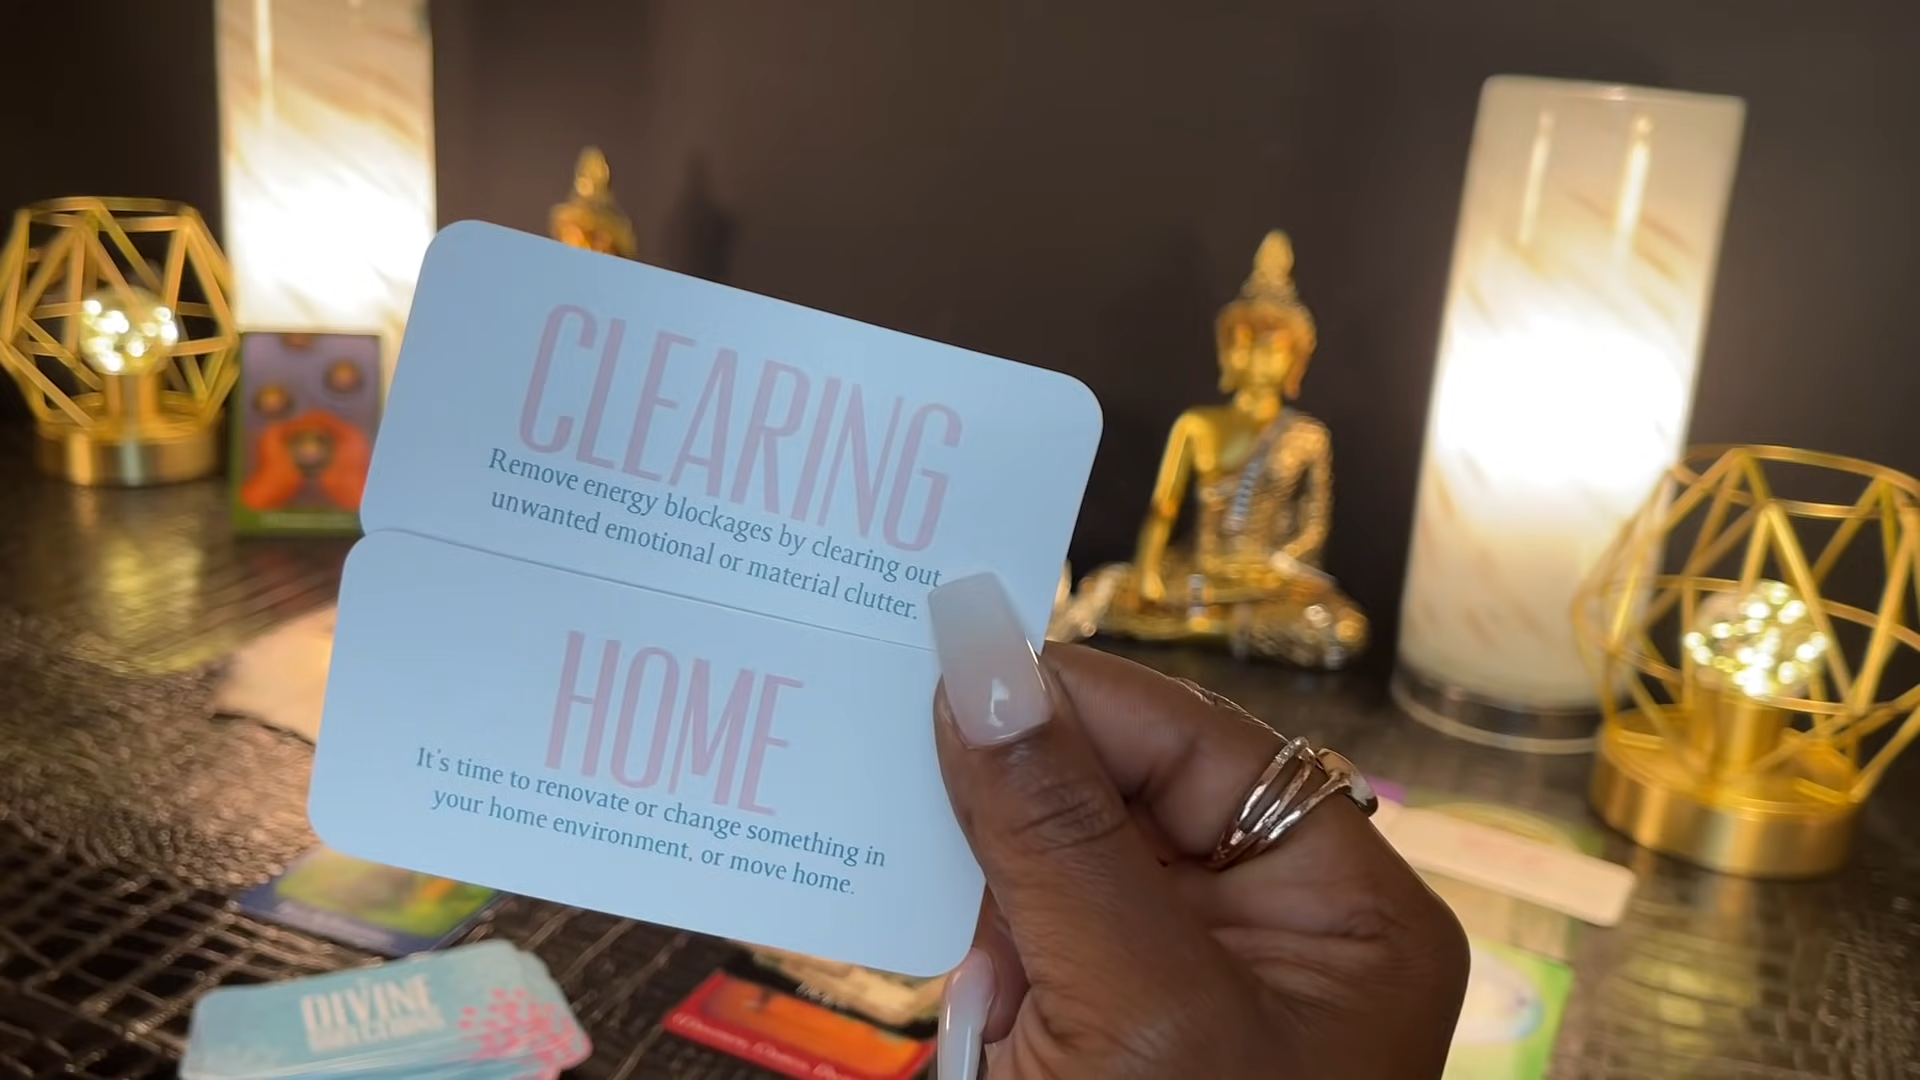 CLEARING
Remove energy blockages by clearing out
unwanted emotional or material clutter.
HOME
It's time to renovate or change something in
your home environment, or move home.
DIVINE
DIRECTIONS